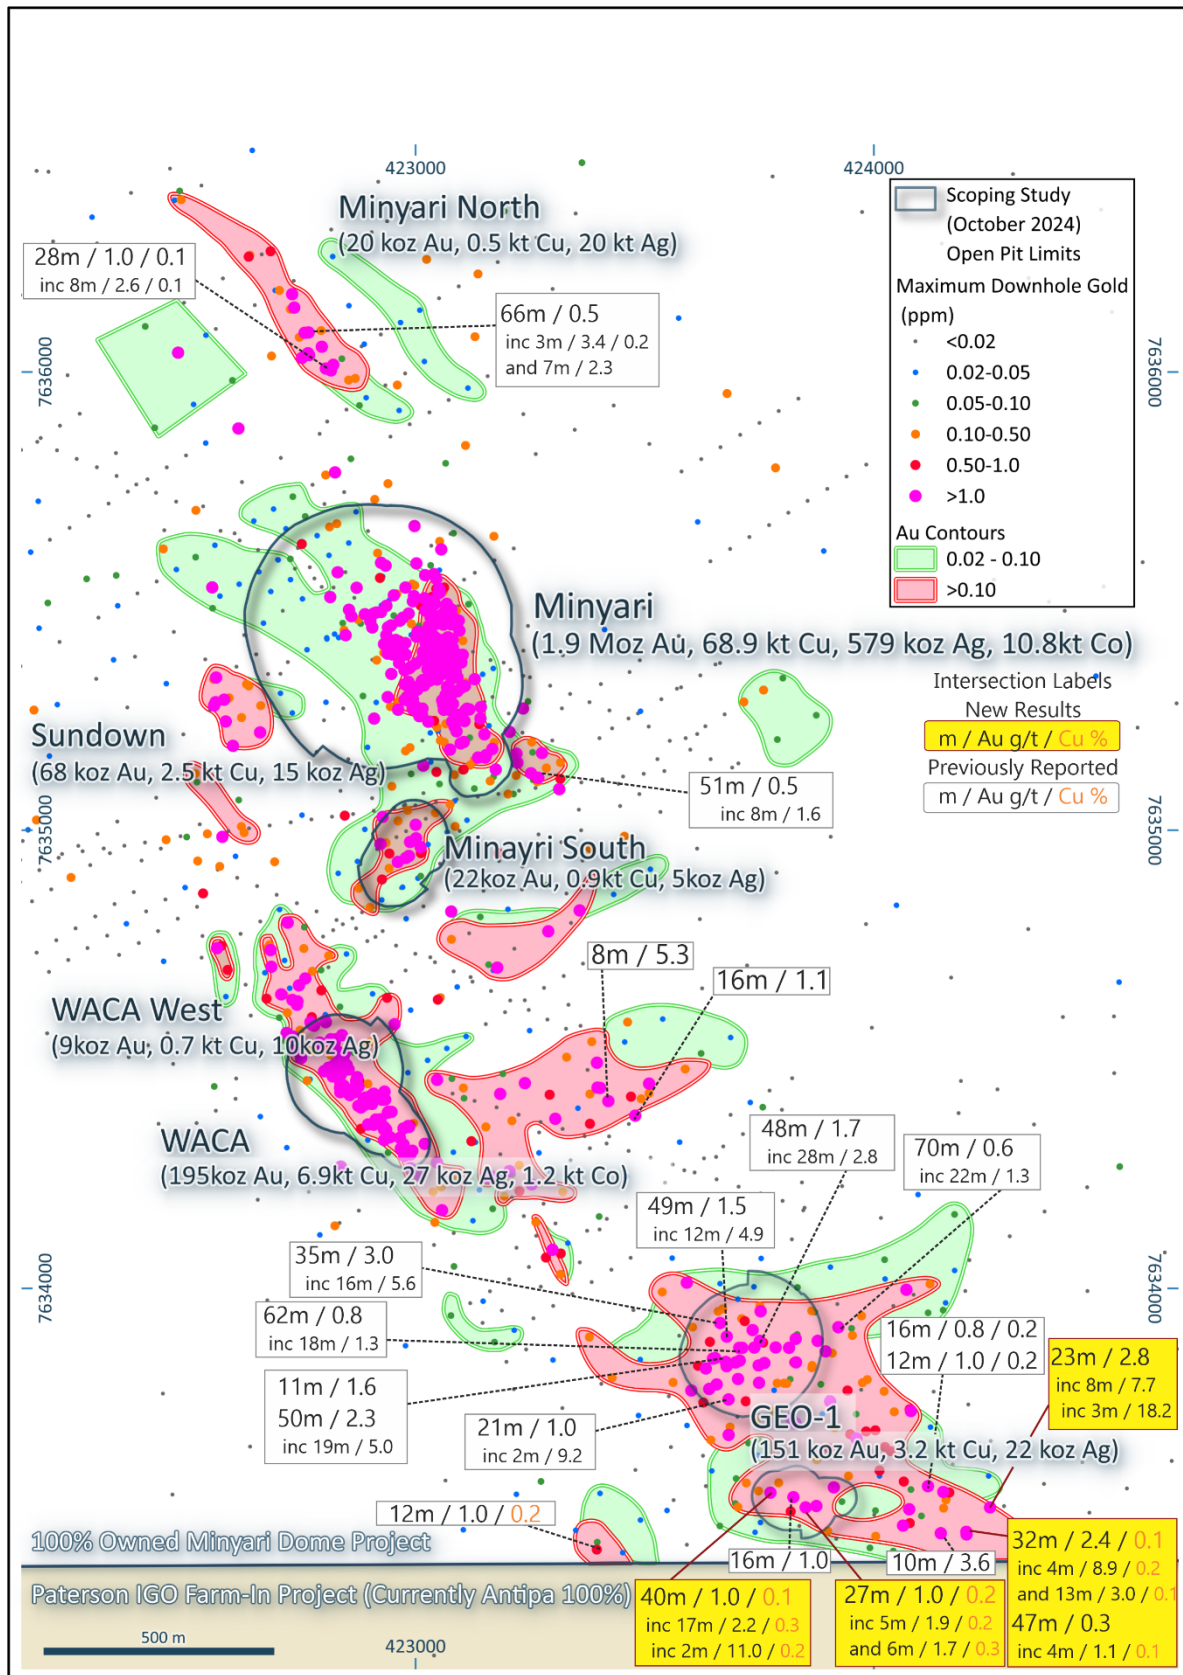 423000
424000
Scoping Study
(October 2024)
Open Pit Limits
Maximum Downhole Gold
(ppm)
<0.02
0.02-0.05
0.05-0.10
0.10-0.50
0.50-1.0
>1.0
Au Contours
0.02 - 0.10
>0.10
Minyari North
(20 koz Au, 0.5 kt Cu, 20 kt Ag)
28m / 1.0 / 0.1
inc 8m / 2.6 / 0.1
66m / 0.5
inc 3m / 3.4 / 0.2
and 7m / 2.3
7636000
7636000
Minyari
(1.9 Moz Au, 68.9 kt Cu, 579 koz Ag, 10.8kt Co)
Intersection Labels
New Results
m / Au g/t / Cu %
Previously Reported
m / Au g/t / Cu %
Sundown
(68 koz Au, 2.5 kt Cu, 15 koz Ag)
51m / 0.5
inc 8m / 1.6
7635000
7635000
Minayri South
(22koz Au, 0.9kt Cu, 5koz Ag)
8m / 5.3
16m / 1.1
WACA West
(9koz Au, 0.7 kt Cu, 10koz Ag)
WACA
(195koz Au, 6.9kt Cu, 27 koz Ag, 1.2 kt Co)
48m / 1.7
inc 28m / 2.8
70m / 0.6
inc 22m / 1.3
49m / 1.5
inc 12m / 4.9
35m / 3.0
inc 16m / 5.6
7634000
7634000
62m / 0.8
inc 18m / 1.3
16m / 0.8 / 0.2
12m / 1.0 / 0.2
23m / 2.8
inc 8m / 7.7
inc 3m / 18.2
11m / 1.6
50m / 2.3
inc 19m / 5.0
21m / 1.0
inc 2m / 9.2
GEO-1
(151 koz Au, 3.2 kt Cu, 22 koz Ag)
12m / 1.0 / 0.2
100% Owned Minyari Dome Project
16m / 1.0
10m / 3.6
32m / 2.4 / 0.1
inc 4m / 8.9 / 0.2
and 13m / 3.0 / 0.1
47m / 0.3
inc 4m / 1.1 / 0.1
Paterson IGO Farm-In Project (Currently Antipa 100%)
40m / 1.0 / 0.1
inc 17m / 2.2 / 0.3
inc 2m / 11.0 / 0.2
27m / 1.0 / 0.2
inc 5m / 1.9 / 0.2
and 6m / 1.7 / 0.3
500 m
423000